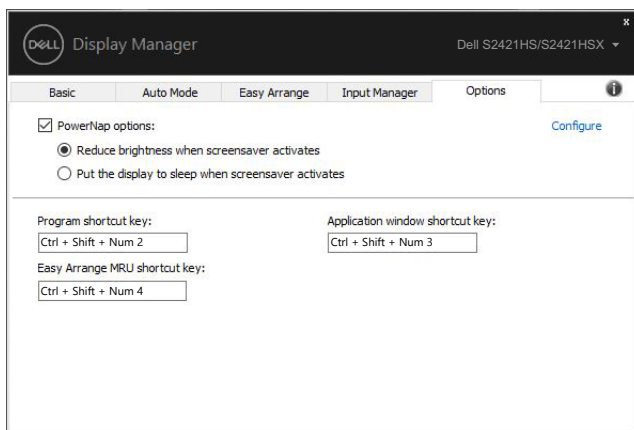 x
DELL Display Manager
Dell S2421HS/S2421HSX
Basic Auto Mode Easy Arrange Input Manager Options i
PowerNap options:
Configure
Reduce brightness when screensaver activates
Put the display to sleep when screensaver activates
Program shortcut key:
Application window shortcut key:
Ctrl + Shift + Num 2
Ctrl + Shift + Num 3
Easy Arrange MRU shortcut key:
Ctrl + Shift + Num 4